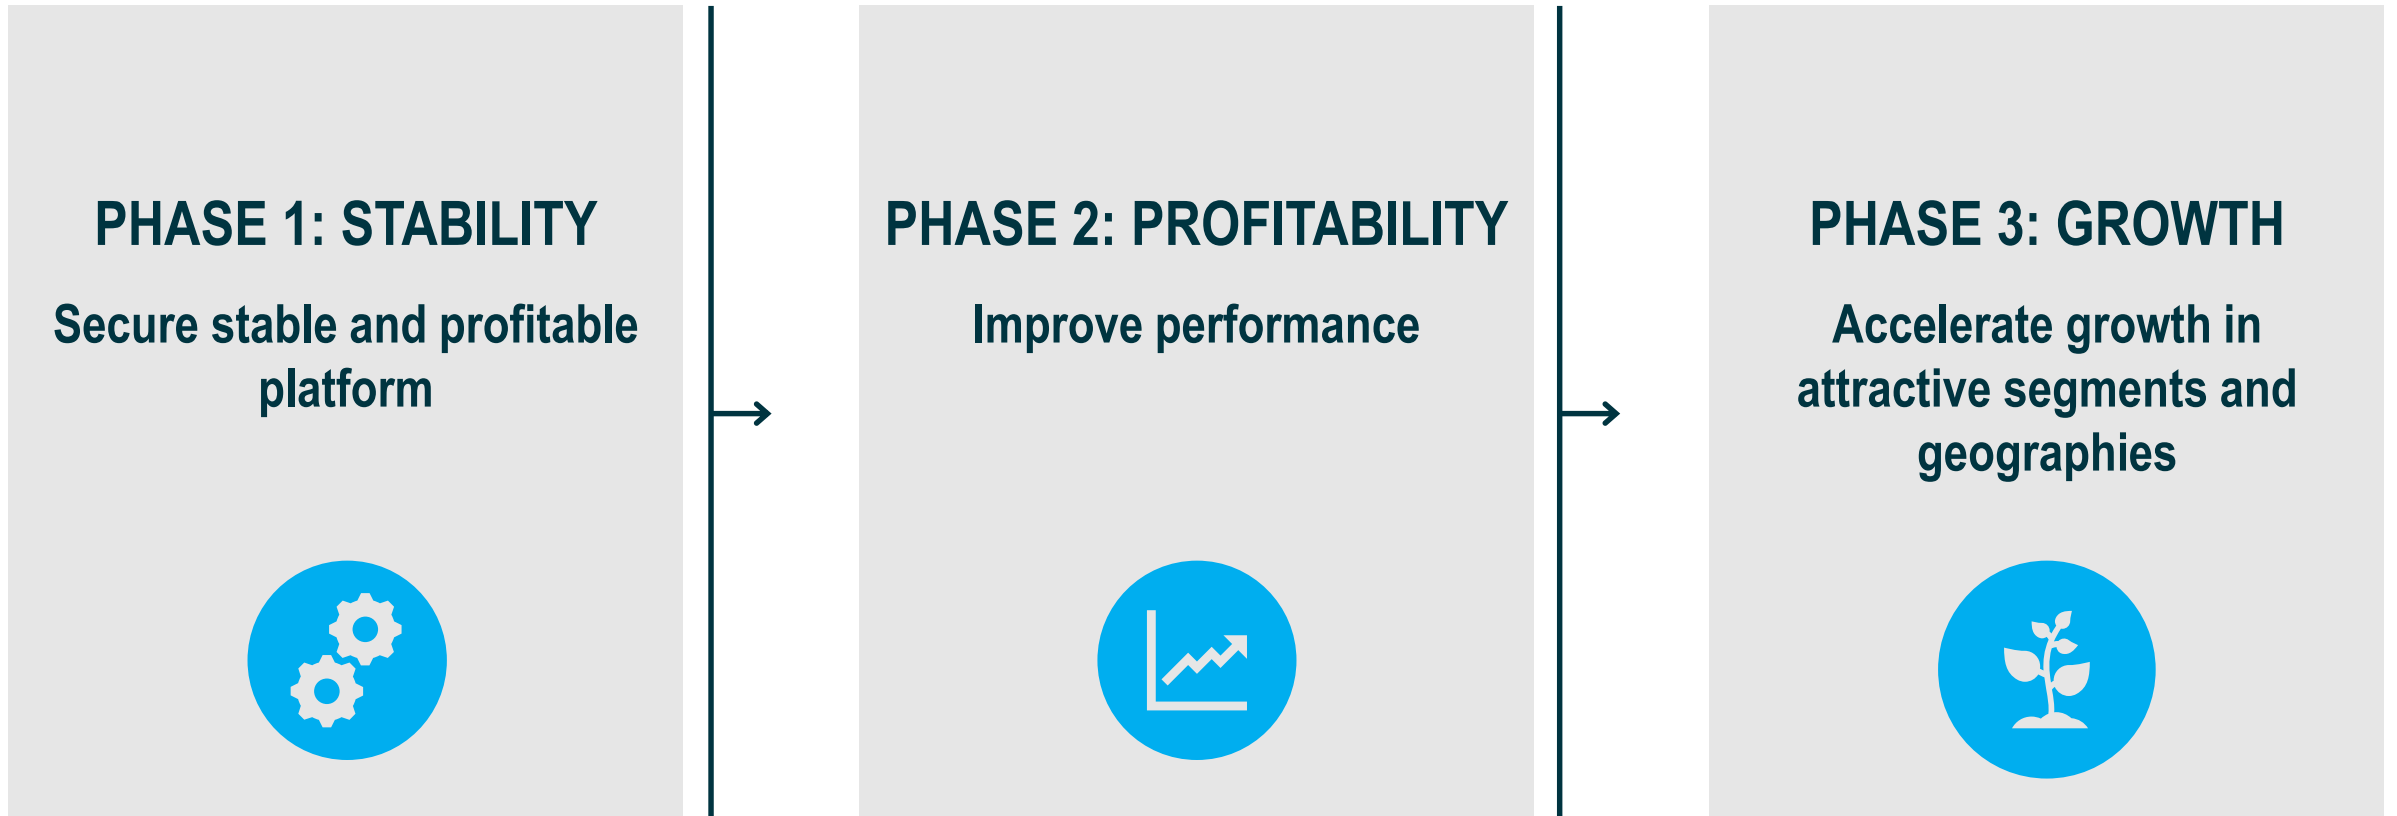 PHASE 1: STABILITY
Secure stable and profitable
platform
PHASE 2: PROFITABILITY
Improve performance
PHASE 3: GROWTH
Accelerate growth in
attractive segments and
geographies